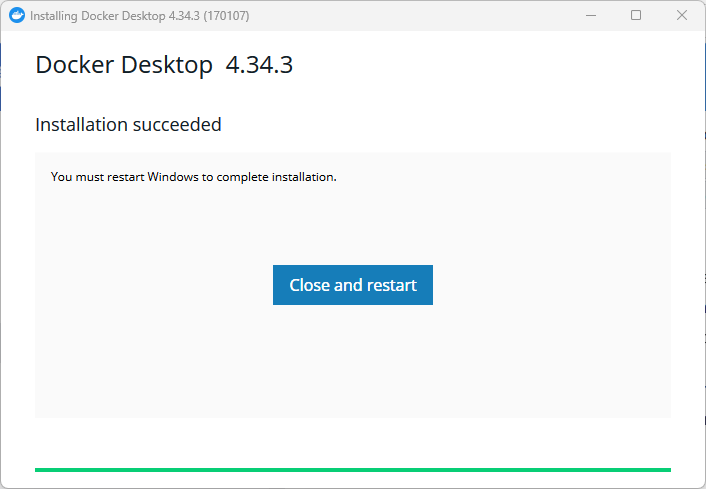 Installing Docker Desktop 4.34.3 (170107)
Docker Desktop 4.34.3
Installation succeeded
You must restart Windows to complete installation.
Close and restart